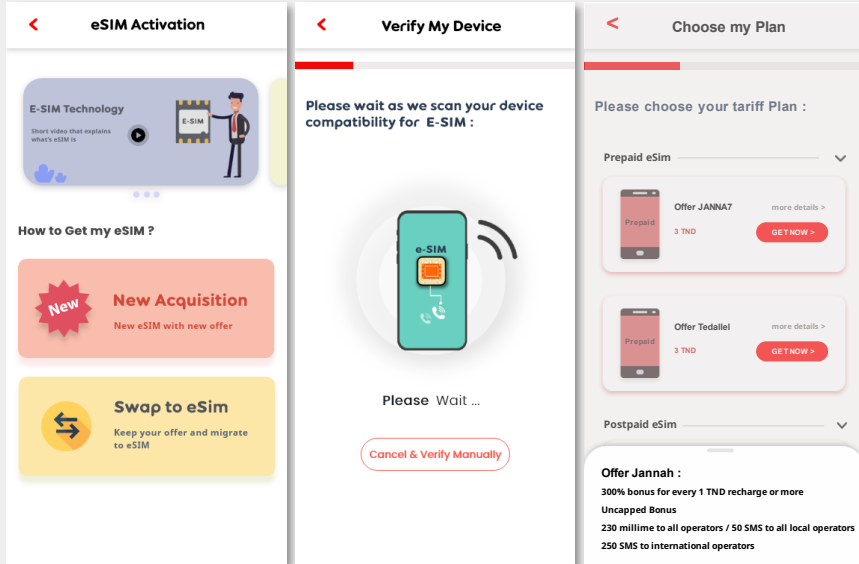 eSIM Activation
E-SIM Technology
Short video that explains
what's eSIM is
E-SIM
How to Get my eSIM ?
New
New Acquisition
New eSIM with new offer
Swap to eSim
Keep your offer and migrate
to eSIM
Verify My Device
Please wait as we scan your device
compatibility for E-SIM :
e-SIM
Please Wait ...
Cancel & Verify Manually
Choose my Plan
Please choose your tariff Plan :
Prepaid eSim
Prepaid
Offer JANNA7
more details >
3 TND
GET NOW >
Prepaid
Offer Tedallel
more details >
3 TND
GET NOW >
Postpaid eSim
Offer Jannah :
300% bonus for every 1 TND recharge or more
Uncapped Bonus
230 millime to all operators / 50 SMS to all local operators
250 SMS to international operators